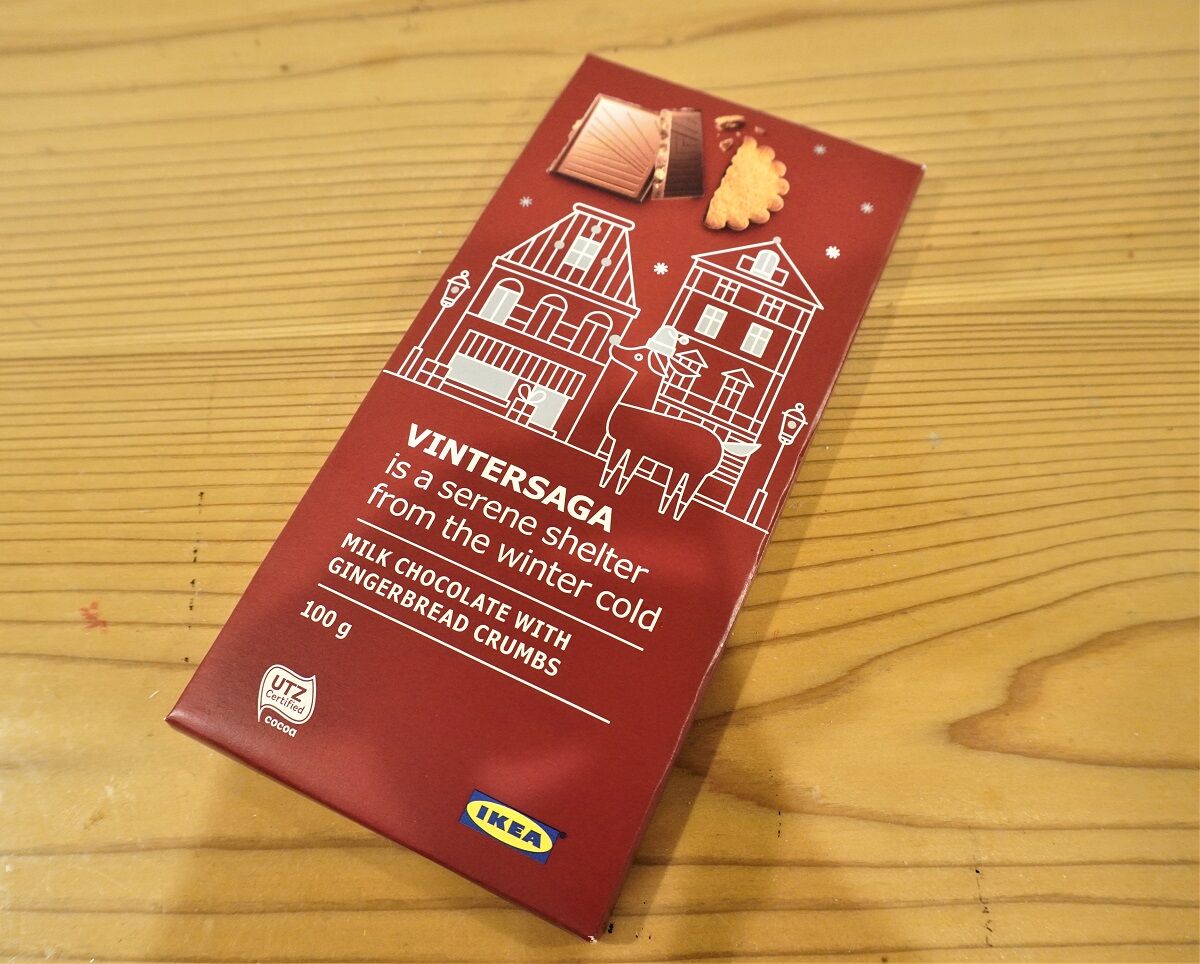 VINTERSAGA
is a serene shelter
from the winter cold
MILK CHOCOLATE WITH
GINGERBREAD CRUMBS
100 g
UTZ
Certified
cocoa
IKEA